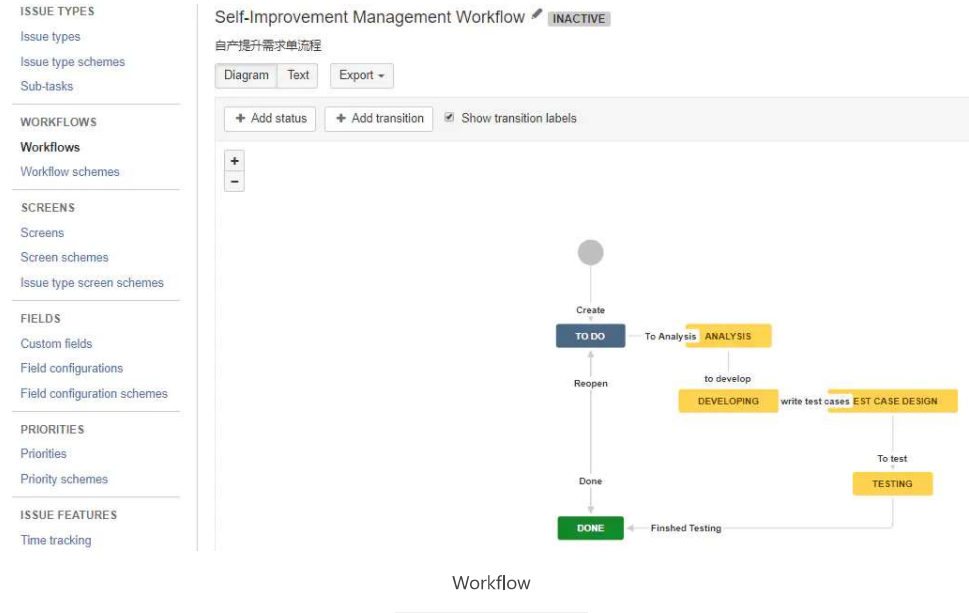 ISSUE TYPES
Issue types
Issue type schemes
Sub-tasks
WORKFLOWS
Workflows
Workflow schemes
SCREENS
Screens
Screen schemes
Issue type screen schemes
FIELDS
Custom fields
Field configurations
Field configuration schemes
PRIORITIES
Priorities
Priority schemes
ISSUE FEATURES
Time tracking
Self-Improvement Management Workflow INACTIVE
自产提升需求单流程
Diagram Text Export
+ Add status + Add transition Show transition labels
+
−
Create
TO DO To Analysis ANALYSIS
Reopen to develop
DEVELOPING write test cases EST CASE DESIGN
To test
Done TESTING
DONE Finshed Testing
Workflow